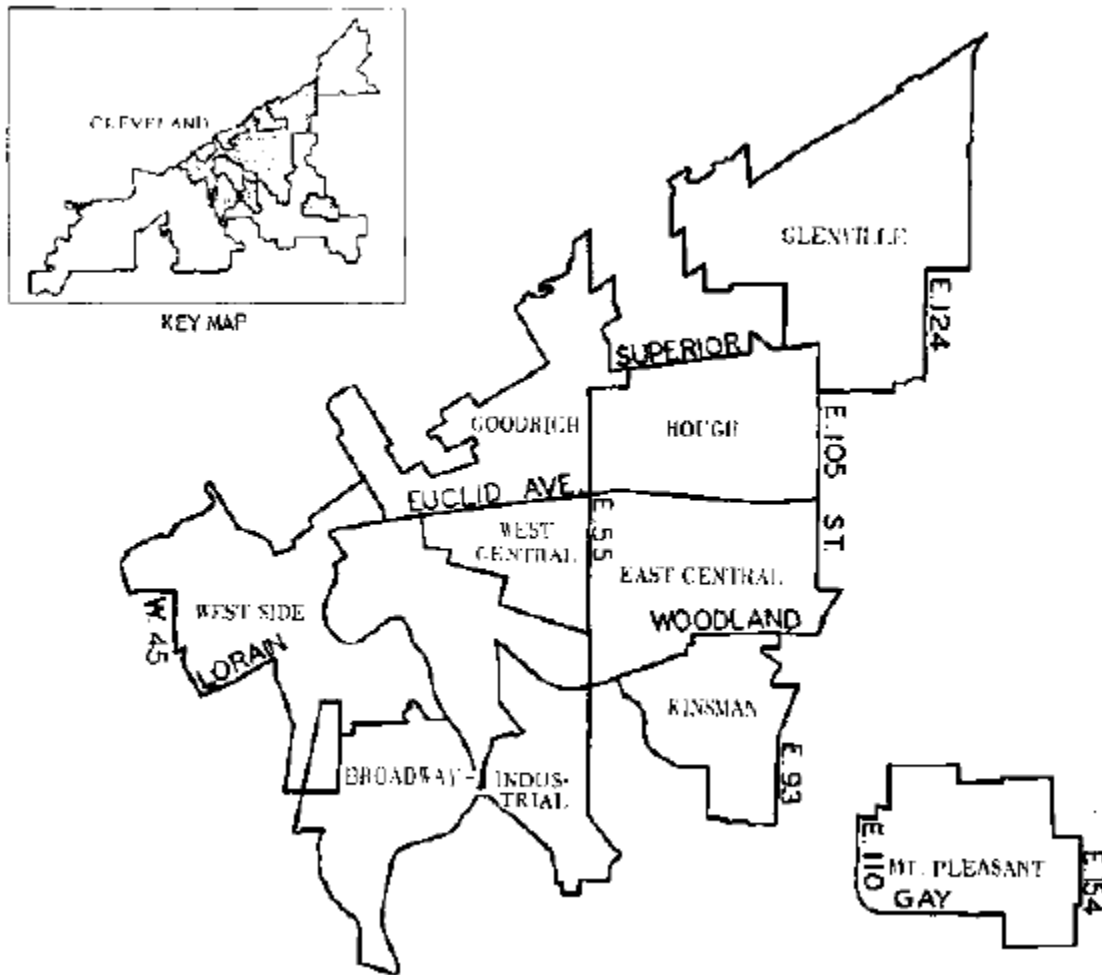 CLEVELAND
KEY MAP
GLENVILLE
E. 124
SUPERIOR
GOODRICH
HOUGH
E. 105 ST.
EUCLID AVE.
E. 55
WEST
CENTRAL
EAST CENTRAL
WOODLAND
WEST SIDE
W. 45
LORAIN
KINSMAN
E. 93
BROADWAY-
INDUS-
TRIAL
E. 110
MT. PLEASANT
GAY
E. 154